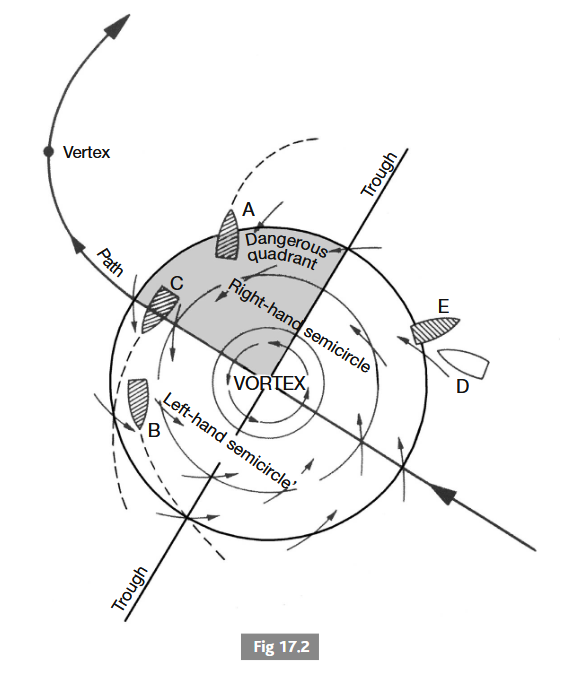 Vertex
Trough
A
Dangerous
quadrant
Path
C
Right-hand semicircle
E
VORTEX
D
Left-hand semicircle'
B
Trough
Fig 17.2